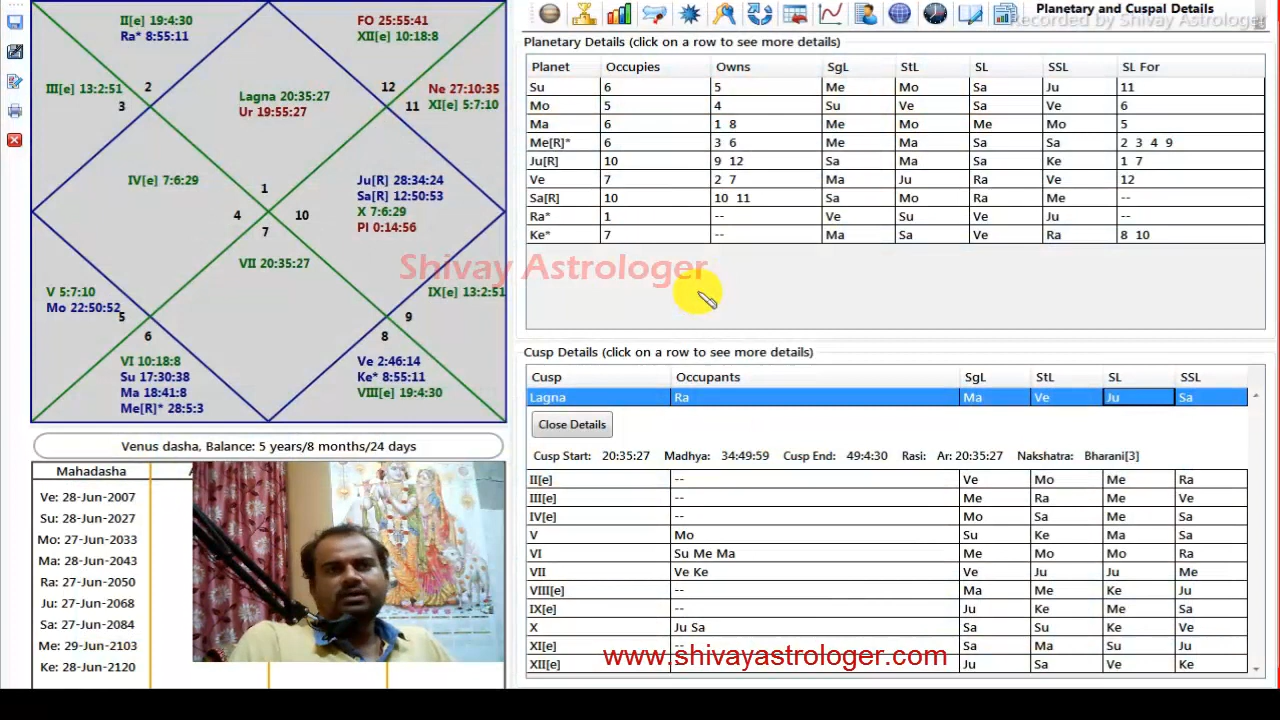 Planetary and Cuspal Details
Recorded by Shivay Astrologer
II[e] 19:4:30
Ra* 8:55:11
FO 25:55:41
XII[e] 10:18:8
III[e] 13:2:51
2
3
Lagna 20:35:27
Ur 19:55:27
12
11
Ne 27:10:35
XI[e] 5:7:10
IV[e] 7:6:29
1
4
10
7
Ju[R] 28:34:24
Sa[R] 12:50:53
X 7:6:29
Pl 0:14:56
VII 20:35:27
V 5:7:10
Mo 22:50:52
5
6
IX[e] 13:2:51
9
8
VI 10:18:8
Su 17:30:38
Ma 18:41:8
Me[R]* 28:5:3
Ve 2:46:14
Ke* 8:55:11
VIII[e] 19:4:30
Venus dasha, Balance: 5 years/8 months/24 days
Mahadasha
Ve: 28-Jun-2007
Su: 28-Jun-2027
Mo: 27-Jun-2033
Ma: 28-Jun-2043
Ra: 27-Jun-2050
Ju: 27-Jun-2068
Sa: 27-Jun-2084
Me: 29-Jun-2103
Ke: 28-Jun-2120
Planetary Details (click on a row to see more details)
Planet Occupies Owns SgL StL SL SSL SL For
Su 6 5 Me Mo Sa Ju 11
Mo 5 4 Su Ve Sa Ve 6
Ma 6 1 8 Me Mo Me Mo 5
Me[R]* 6 3 6 Me Ma Sa Sa 2 3 4 9
Ju[R] 10 9 12 Sa Ma Sa Ke 1 7
Ve 7 2 7 Ma Ju Ra Ve 12
Sa[R] 10 10 11 Sa Mo Ra Me --
Ra* 1 -- Ve Su Ve Ju --
Ke* 7 -- Ma Sa Ve Ra 8 10
Shivay Astrologer
Cusp Details (click on a row to see more details)
Cusp Occupants SgL StL SL SSL
Lagna Ra Ma Ve Ju Sa
Close Details
Cusp Start: 20:35:27 Madhya: 34:49:59 Cusp End: 49:4:30 Rasi: Ar: 20:35:27 Nakshatra: Bharani[3]
II[e] -- Ve Mo Me Ra
III[e] -- Me Ra Me Ve
IV[e] -- Mo Sa Me Sa
V Mo Su Ke Ma Sa
VI Su Me Ma Me Mo Mo Ra
VII Ve Ke Ve Ju Ju Me
VIII[e] -- Ma Me Ke Ju
IX[e] -- Ju Ke Me Sa
X Ju Sa Sa Su Ke Ve
XI[e] -- Sa Ma Su Ju
XII[e] -- Ju Sa Ve Ke
www.shivayastrologer.com